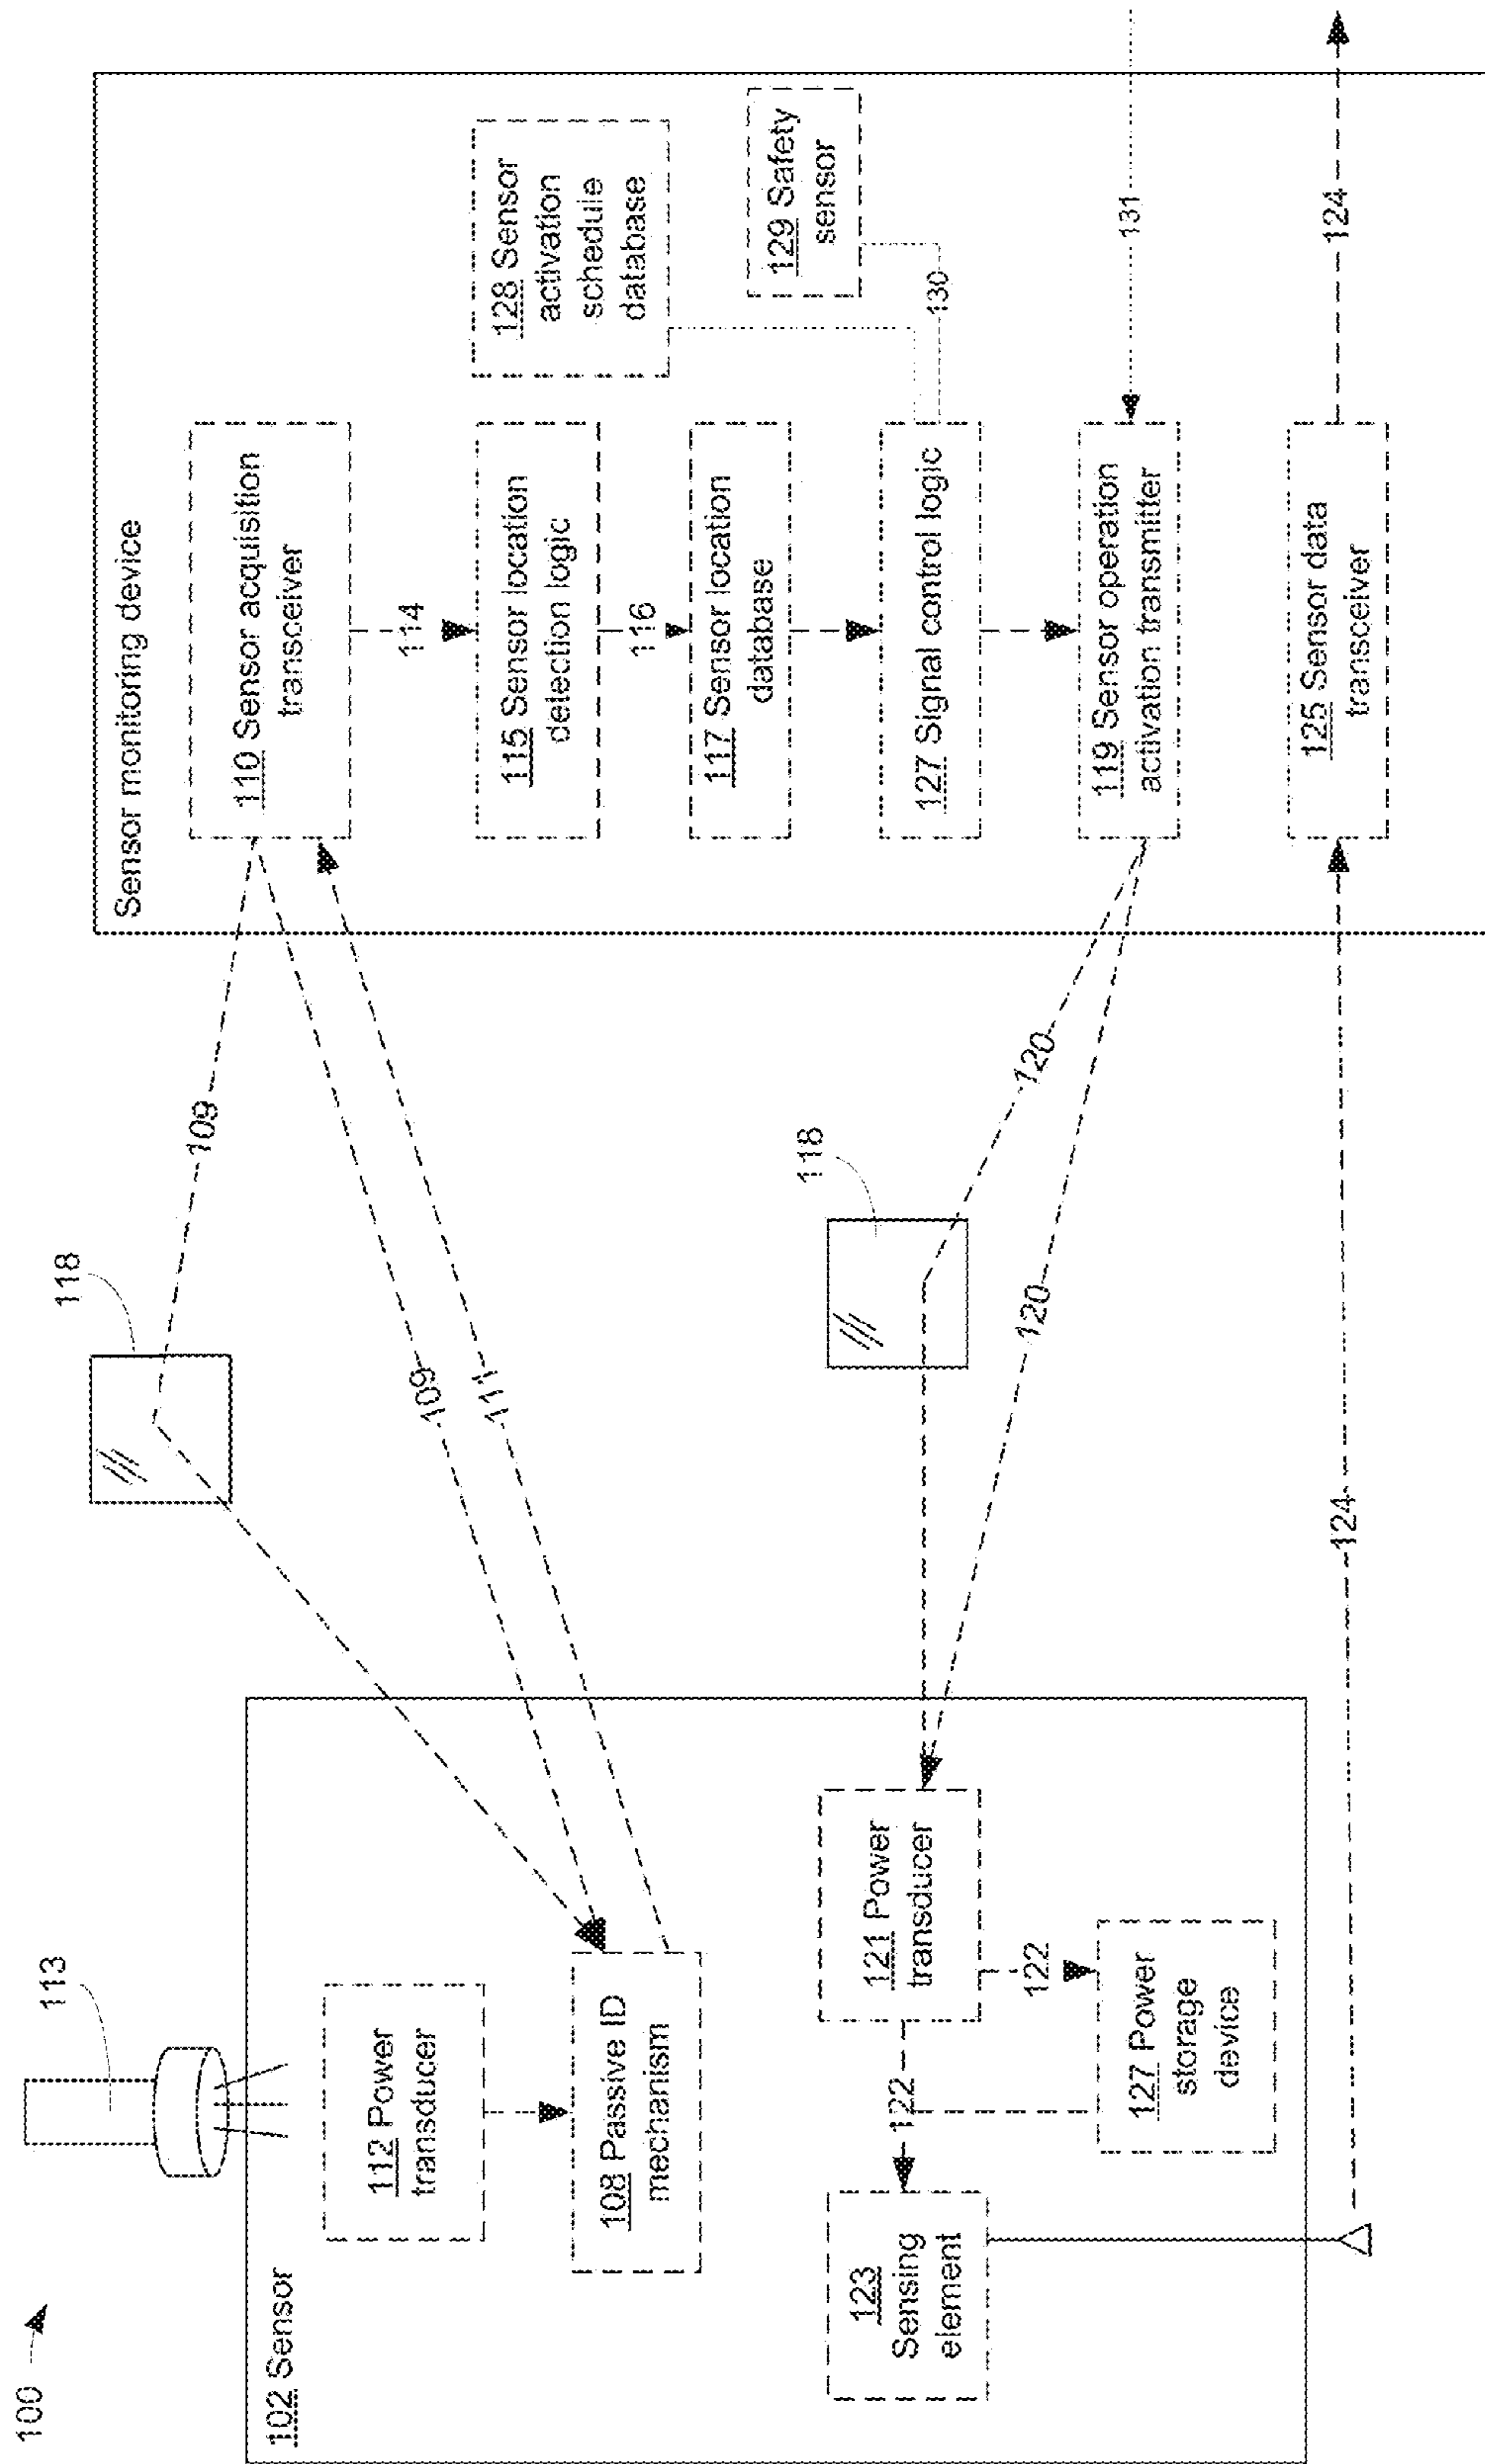 100
113
102 Sensor
112 Power
transducer
108 Passive ID
mechanism
123
Sensing
element
121 Power
transducer
122
122
127 Power
storage
device
118
109
109
111
118
120
120
124
Sensor monitoring device
110 Sensor acquisition
transceiver
114
115 Sensor location
detection logic
116
117 Sensor location
database
127 Signal control logic
119 Sensor operation
activation transmitter
125 Sensor data
transceiver
128 Sensor
activation
schedule
database
129 Safety
sensor
130
131
124